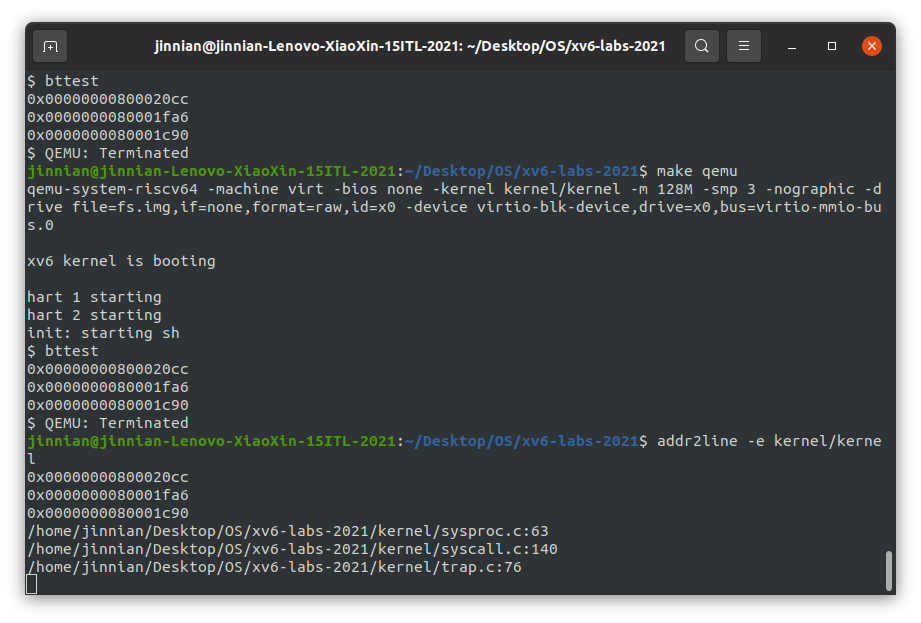 jinnian@jinnian-Lenovo-XiaoXin-15ITL-2021: ~/Desktop/OS/xv6-labs-2021
$ bttest
0x00000000800020cc
0x0000000080001fa6
0x0000000080001c90
$ QEMU: Terminated
jinnian@jinnian-Lenovo-XiaoXin-15ITL-2021:~/Desktop/OS/xv6-labs-2021$ make qemu
qemu-system-riscv64 -machine virt -bios none -kernel kernel/kernel -m 128M -smp 3 -nographic -d
rive file=fs.img,if=none,format=raw,id=x0 -device virtio-blk-device,drive=x0,bus=virtio-mmio-bu
s.0
xv6 kernel is booting
hart 1 starting
hart 2 starting
init: starting sh
$ bttest
0x00000000800020cc
0x0000000080001fa6
0x0000000080001c90
$ QEMU: Terminated
jinnian@jinnian-Lenovo-XiaoXin-15ITL-2021:~/Desktop/OS/xv6-labs-2021$ addr2line -e kernel/kerne
l
0x00000000800020cc
0x0000000080001fa6
0x0000000080001c90
/home/jinnian/Desktop/OS/xv6-labs-2021/kernel/sysproc.c:63
/home/jinnian/Desktop/OS/xv6-labs-2021/kernel/syscall.c:140
/home/jinnian/Desktop/OS/xv6-labs-2021/kernel/trap.c:76